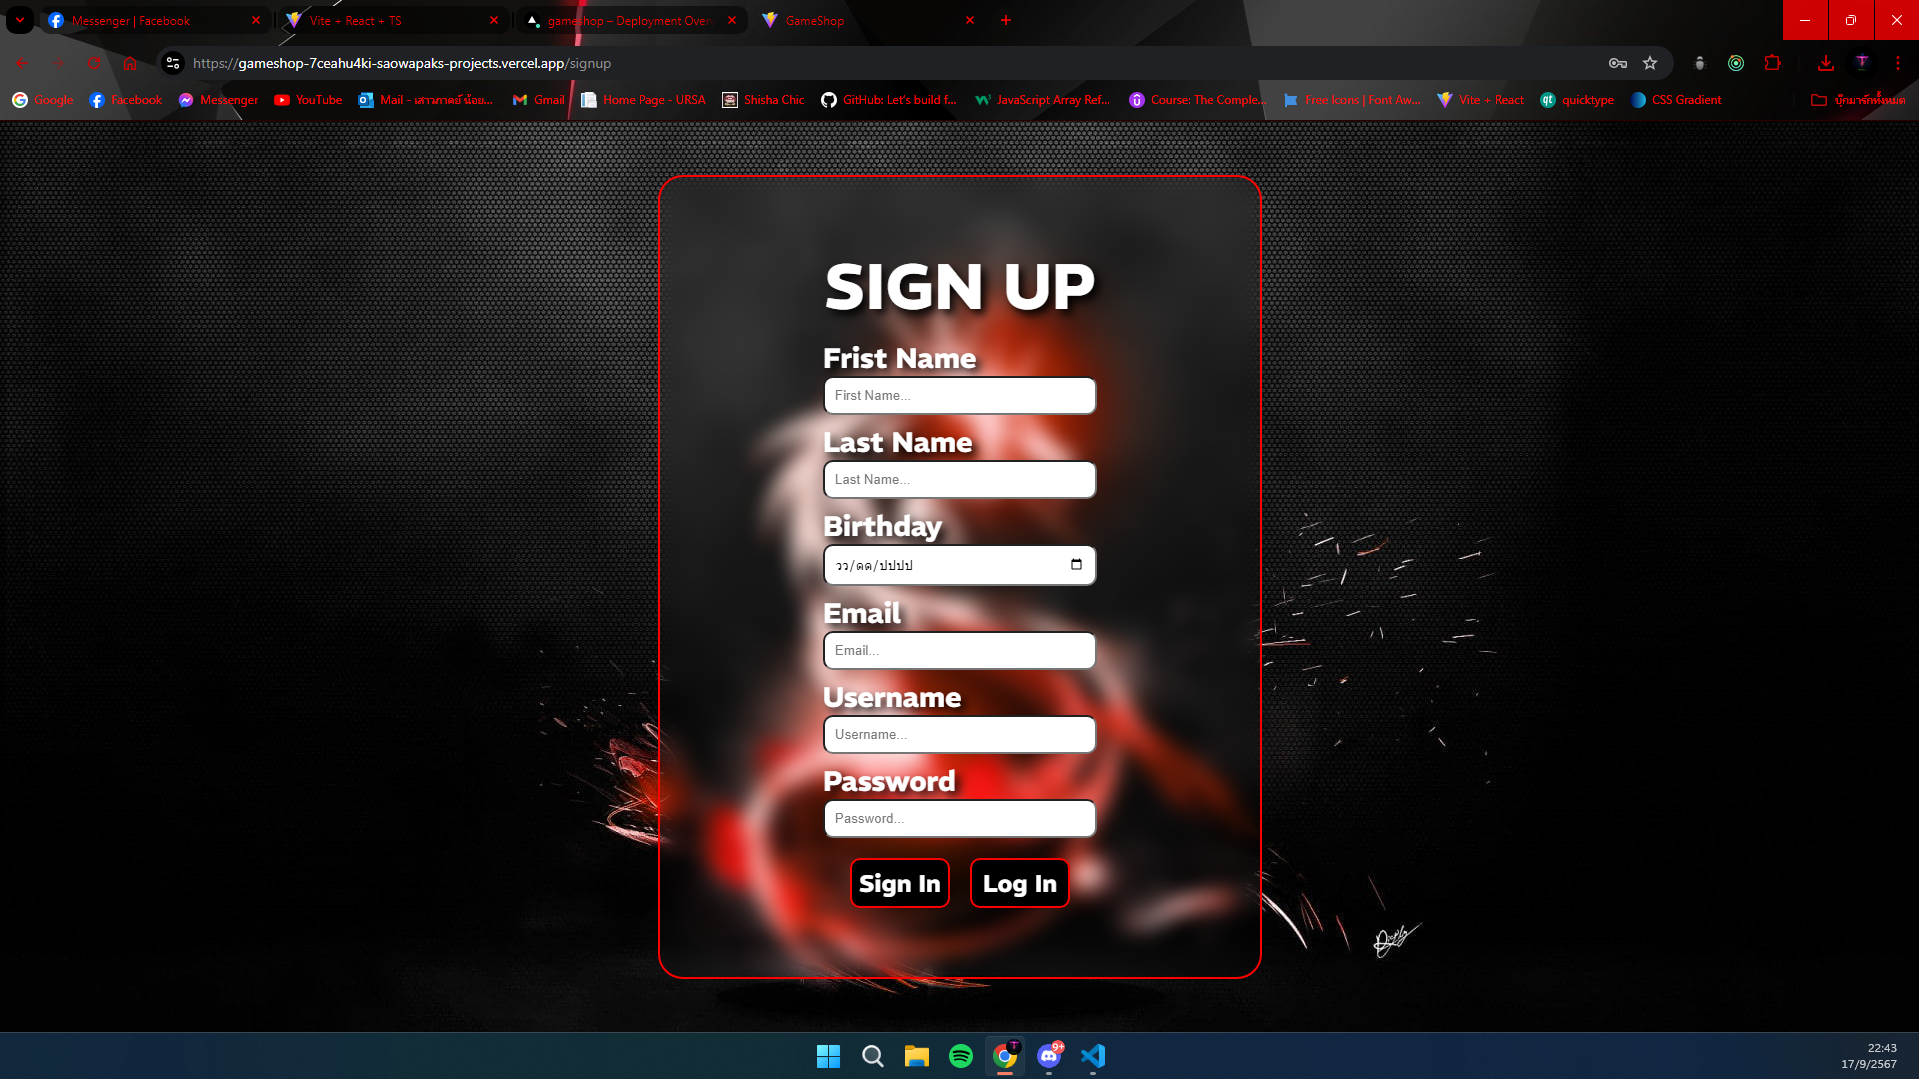 Messenger | Facebook
Vite + React + TS
gameshop – Deployment Over
GameShop
https://gameshop-7ceahu4ki-saowapaks-projects.vercel.app/signup
Google
Facebook
Messenger
YouTube
Mail - เสาวภาคย์ น้อย...
Gmail
Home Page - URSA
Shisha Chic
GitHub: Let's build f...
JavaScript Array Ref...
Course: The Comple...
Free Icons | Font Aw...
Vite + React
quicktype
CSS Gradient
บุ๊กมาร์กทั้งหมด
SIGN UP
Frist Name
First Name...
Last Name
Last Name...
Birthday
วว/ดด/ปปปป
Email
Email...
Username
Username...
Password
Password...
Sign In
Log In
9+
22:43
17/9/2567